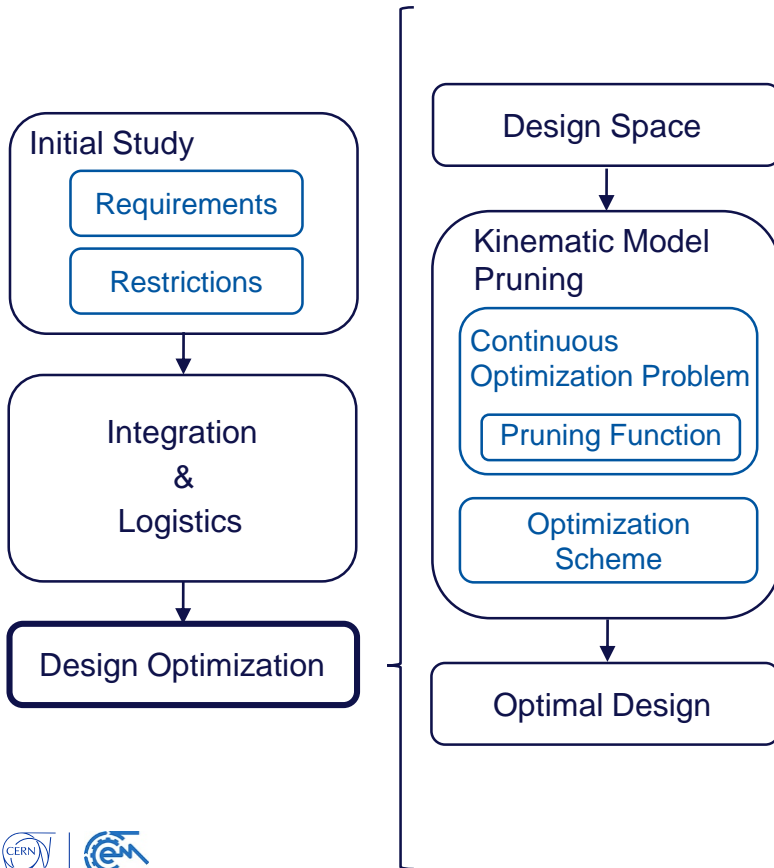 Initial Study
Requirements
Restrictions
Integration
&
Logistics
Design Optimization
Design Space
Kinematic Model
Pruning
Continuous
Optimization Problem
Pruning Function
Optimization
Scheme
Optimal Design
CERN
em